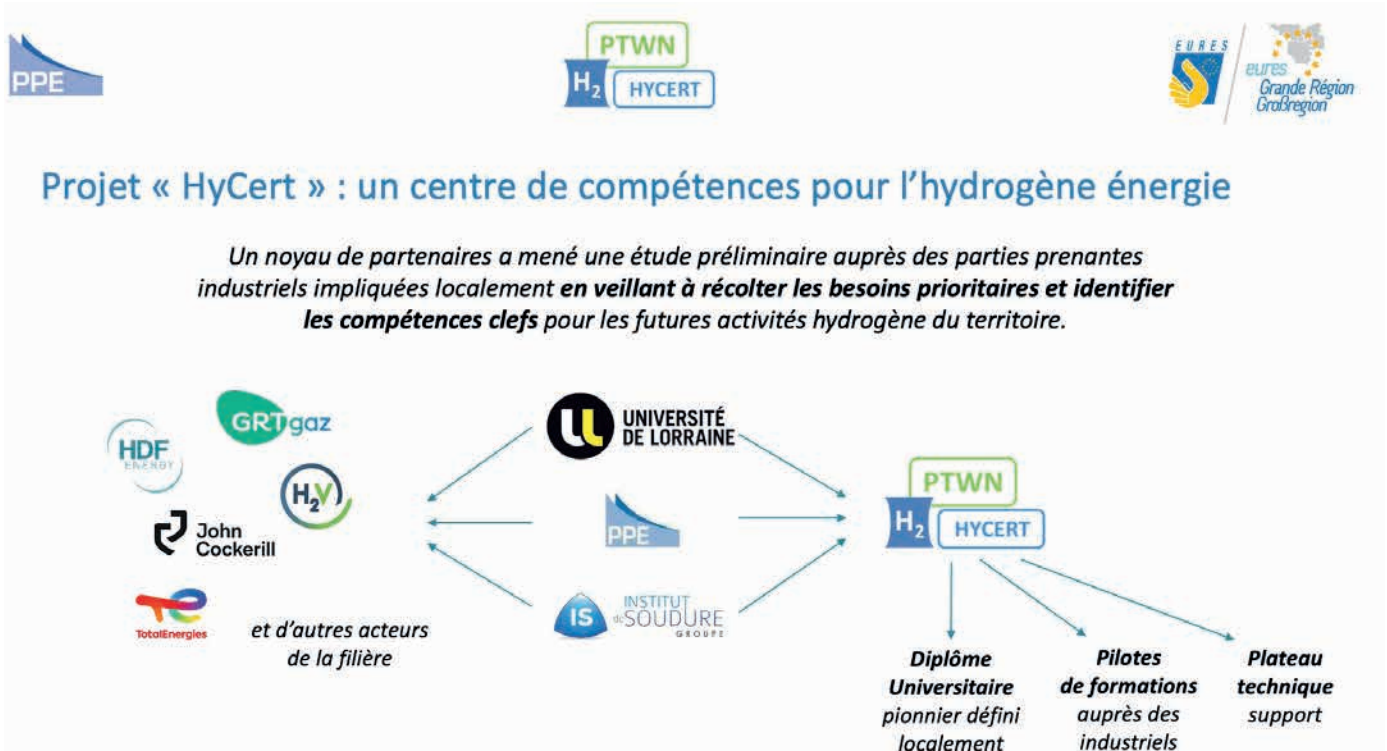 PPE
PTWN
H2 HYCERT
EURES
eures
Grande Région
Großregion
Projet « HyCert » : un centre de compétences pour l'hydrogène énergie
Un noyau de partenaires a mené une étude préliminaire auprès des parties prenantes
industriels impliquées localement en veillant à récolter les besoins prioritaires et identifier
les compétences clefs pour les futures activités hydrogène du territoire.
GRTgaz
HDF
ENERGY
H2V
John
Cockerill
TotalEnergies
et d'autres acteurs
de la filière
UNIVERSITÉ
DE LORRAINE
PPE
IS
INSTITUT
de SOUDURE
GROUPE
PTWN
H2 HYCERT
Diplôme
Universitaire
pionnier défini
localement
Pilotes
de formations
auprès des
industriels
Plateau
technique
support